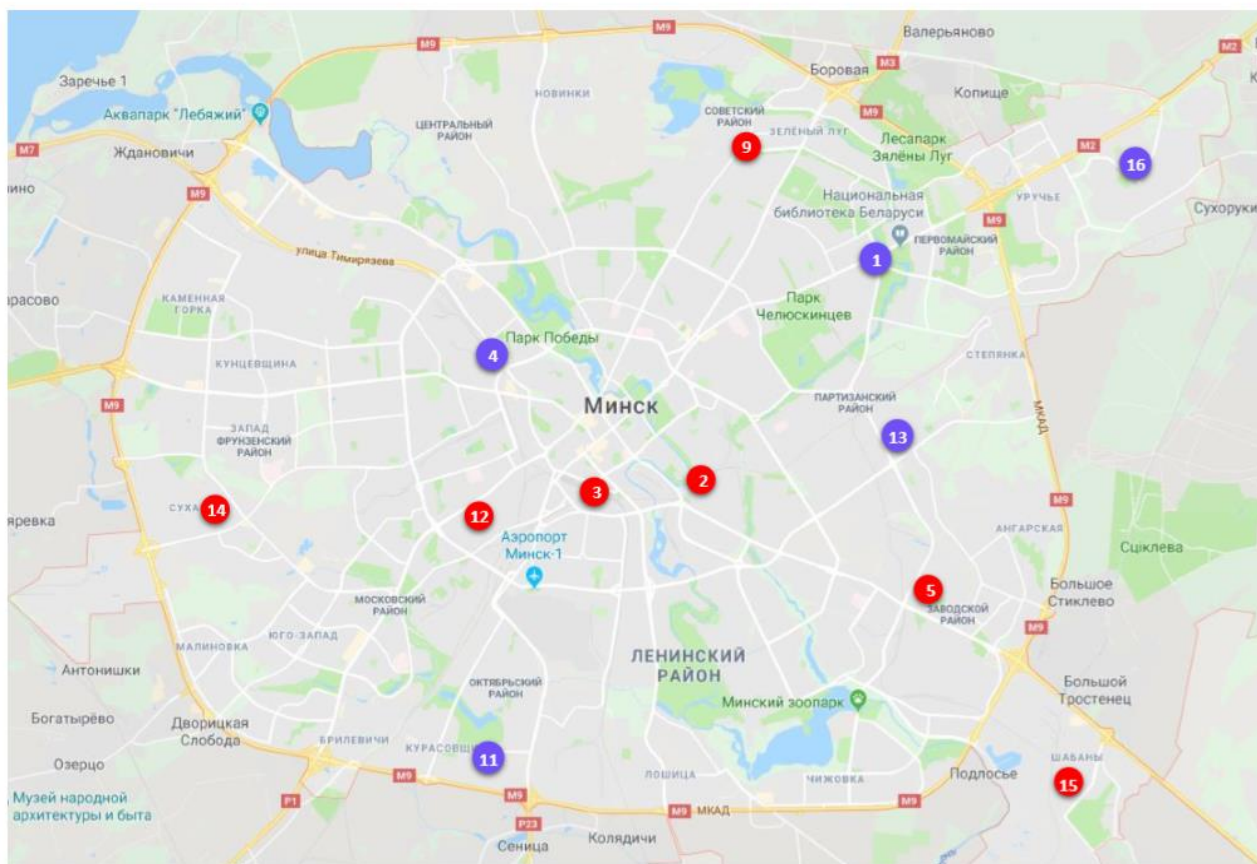 Валерьяново
M9
M2
M3
Заречье 1
Боровая
НОВИНКИ
Копище
M9
СОВЕТСКИЙ
РАЙОН
Аквапарк "Лебяжий"
ЦЕНТРАЛЬНЫЙ
РАЙОН
ЗЕЛЁНЫЙ ЛУГ
M9
Лесапарк
Зялёны Луг
M7
Ждановичи
9
M2
16
M9
Национальная
библиотека Беларуси
УРУЧЬЕ
Сухоруки
M9
улица Тимирязева
1
ПЕРВОМАЙСКИЙ
РАЙОН
КАМЕННАЯ
ГОРКА
Парк
Челюскинцев
Парк Победы
4
КУНЦЕВЩИНА
СТЕПЯНКА
M9
Минск
ПАРТИЗАНСКИЙ
РАЙОН
МКАД
ЗАПАД
ФРУНЗЕНСКИЙ
РАЙОН
13
2
3
M9
14
12
АНГАРСКАЯ
Аэропорт
Минск-1
Сціклева
5
Большое
Стиклево
МОСКОВСКИЙ
РАЙОН
ЗАВОДСКОЙ
РАЙОН
M9
ЮГО-ЗАПАД
МАЛИНОВКА
ЛЕНИНСКИЙ
РАЙОН
Антонишки
ОКТЯБРЬСКИЙ
РАЙОН
Большой
Тростенец
Минский зоопарк
Богатырёво
Дворицкая
Слобода
БРИЛЕВИЧИ
11
ШАБАНЫ
Озерцо
M9
ЛОШИЦА
ЧИЖОВКА
Подлосье
15
Музей народной
архитектуры и быта
P1
M9
M9
МКАД
M9
P23
Сеница
Колядичи